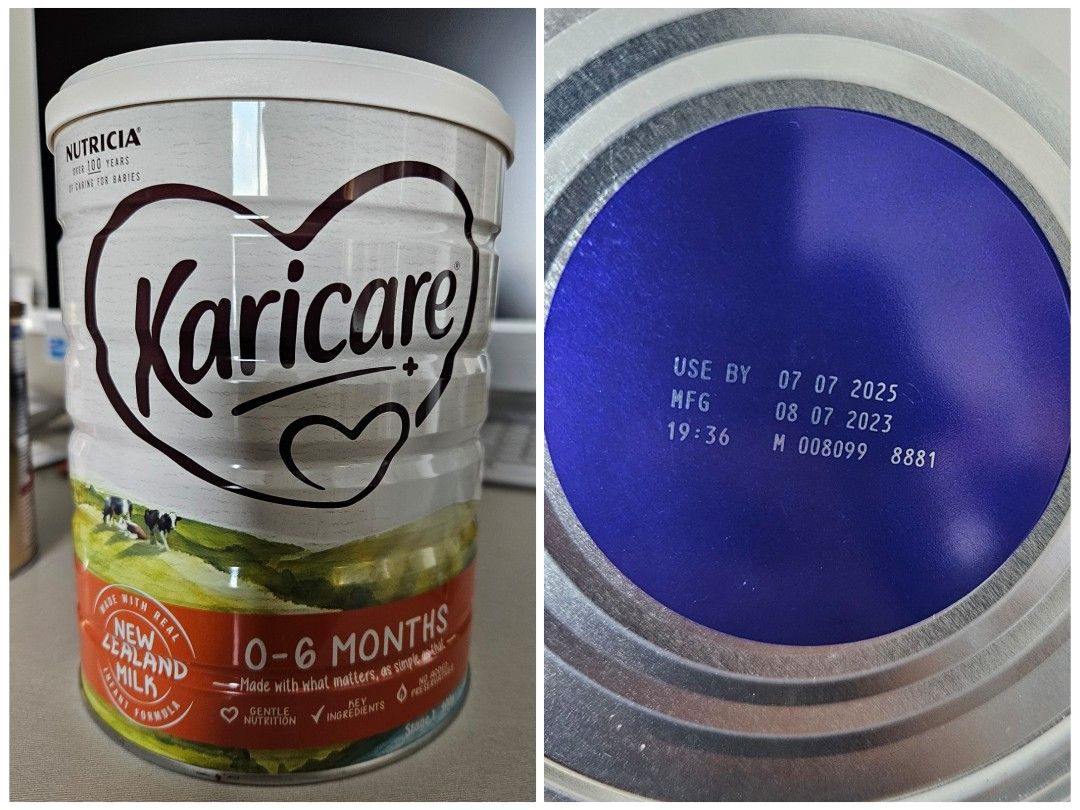 NUTRICIA®
OVER 100 YEARS
OF CARING FOR BABIES
Karicare®
+
MADE WITH REAL
NEW
ZEALAND
MILK
INFANT FORMULA
0-6 MONTHS
Made with what matters, as simple as that
GENTLE
NUTRITION
KEY
INGREDIENTS
NO ADDED
PRESERVATIVES
Stage 1
USE BY 07 07 2025
MFG 08 07 2023
19:36 M 008099 8881